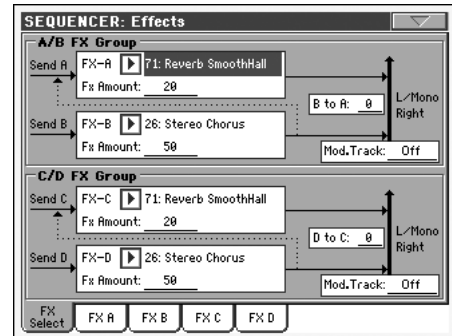 SEQUENCER: Effects
A/B FX Group
Send A FX-A 71: Reverb SmoothHall
Fx Amount: 20
B to A: 0 L/Mono
Right
Send B FX-B 26: Stereo Chorus
Fx Amount: 50
Mod.Track: Off
C/D FX Group
Send C FX-C 71: Reverb SmoothHall
Fx Amount: 20
D to C: 0 L/Mono
Right
Send D FX-D 26: Stereo Chorus
Fx Amount: 50
Mod.Track: Off
FX Select FX A FX B FX C FX D